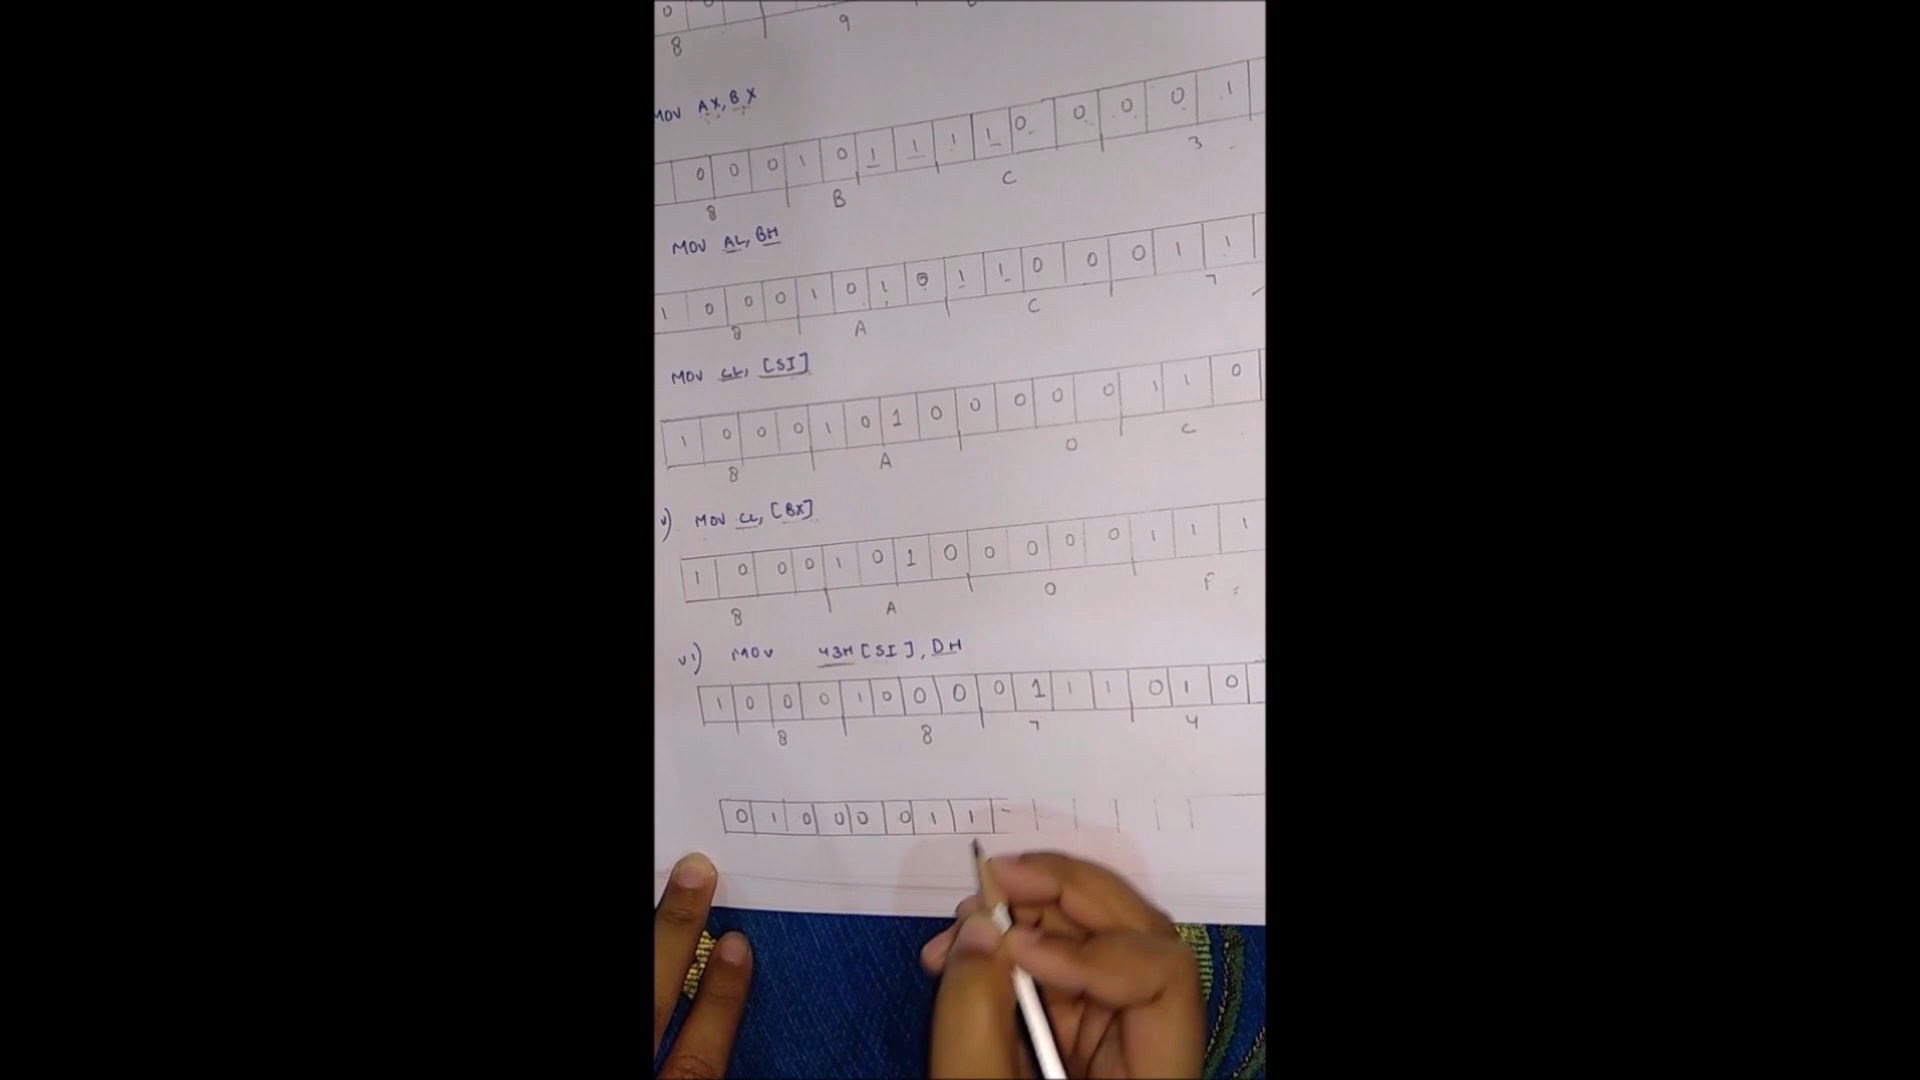 0
8 9
MOV AX, BX
0 0 0 1 0 1 1 1 1 0 0 0 0 1
8 B C 3
MOV AL, BH
1 0 0 0 1 0 1 0 1 1 0 0 0 1 1
8 A C 7
MOV CL, [SI]
1 0 0 0 1 0 1 0 0 0 0 0 1 1 0
8 A 0 C
v) MOV CL, [BX]
1 0 0 0 1 0 1 0 0 0 0 0 1 1 1
8 A 0 F
vi) MOV 43H [SI], DH
1 0 0 0 1 0 0 0 0 1 1 1 0 1 0
8 8 7 4
0 1 0 0 0 0 1 1